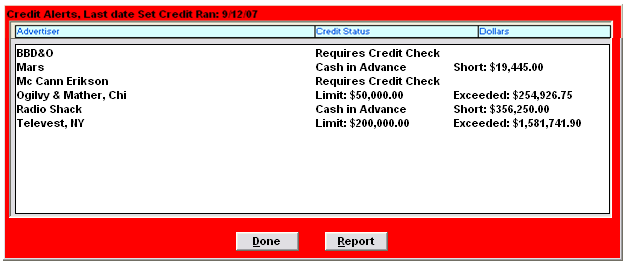 Credit Alerts, Last date Set Credit Ran: 9/12/07
Advertiser Credit Status Dollars
BBD&O Requires Credit Check
Mars Cash in Advance Short: $19,445.00
Mc Cann Erikson Requires Credit Check
Ogilvy & Mather, Chi Limit: $50,000.00 Exceeded: $254,926.75
Radio Shack Cash in Advance Short: $356,250.00
Televest, NY Limit: $200,000.00 Exceeded: $1,581,741.90
Done Report